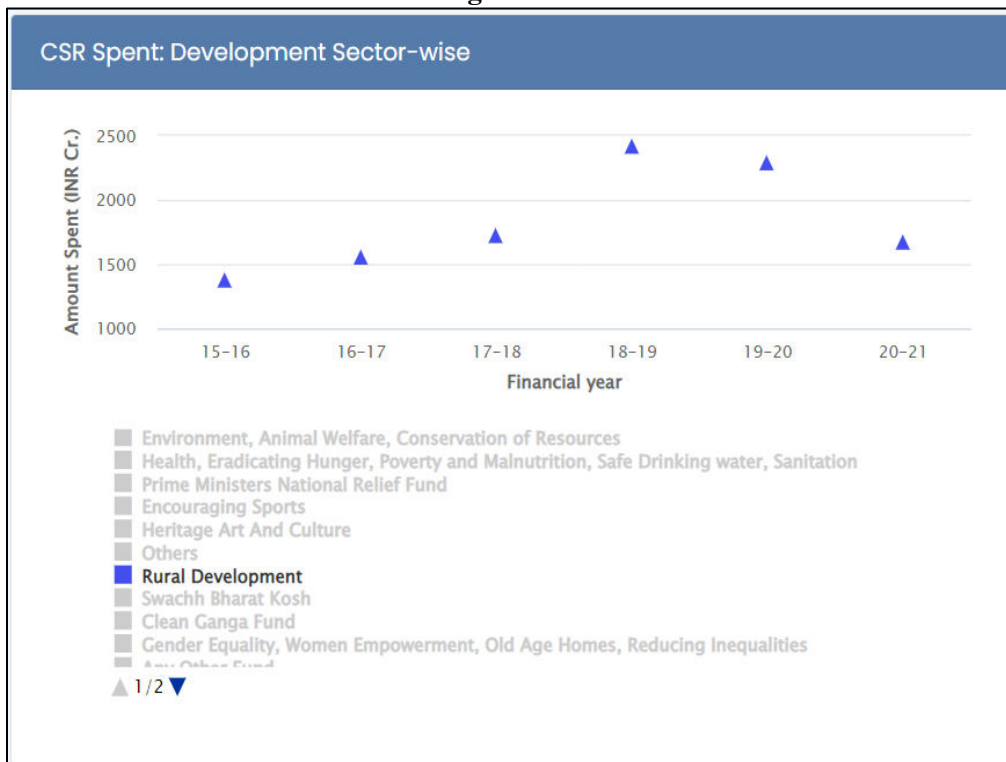 g
CSR Spent: Development Sector-wise
Amount Spent (INR Cr.)
2500
2000
1500
1000
15-16 16-17 17-18 18-19 19-20 20-21
Financial year
Environment, Animal Welfare, Conservation of Resources
Health, Eradicating Hunger, Poverty and Malnutrition, Safe Drinking water, Sanitation
Prime Ministers National Relief Fund
Encouraging Sports
Heritage Art And Culture
Others
Rural Development
Swachh Bharat Kosh
Clean Ganga Fund
Gender Equality, Women Empowerment, Old Age Homes, Reducing Inequalities
Any Other Fund
1/2